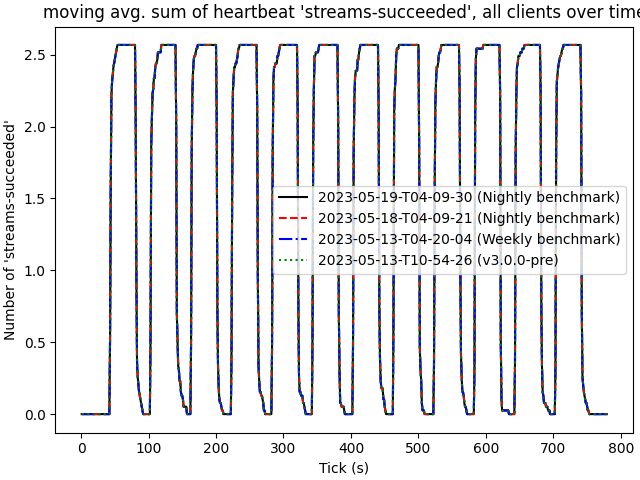 moving avg. sum of heartbeat 'streams-succeeded', all clients over time
Number of 'streams-succeeded'
2.5
2.0
1.5
1.0
0.5
0.0
2023-05-19-T04-09-30 (Nightly benchmark)
2023-05-18-T04-09-21 (Nightly benchmark)
2023-05-13-T04-20-04 (Weekly benchmark)
2023-05-13-T10-54-26 (v3.0.0-pre)
0 100 200 300 400 500 600 700 800
Tick (s)